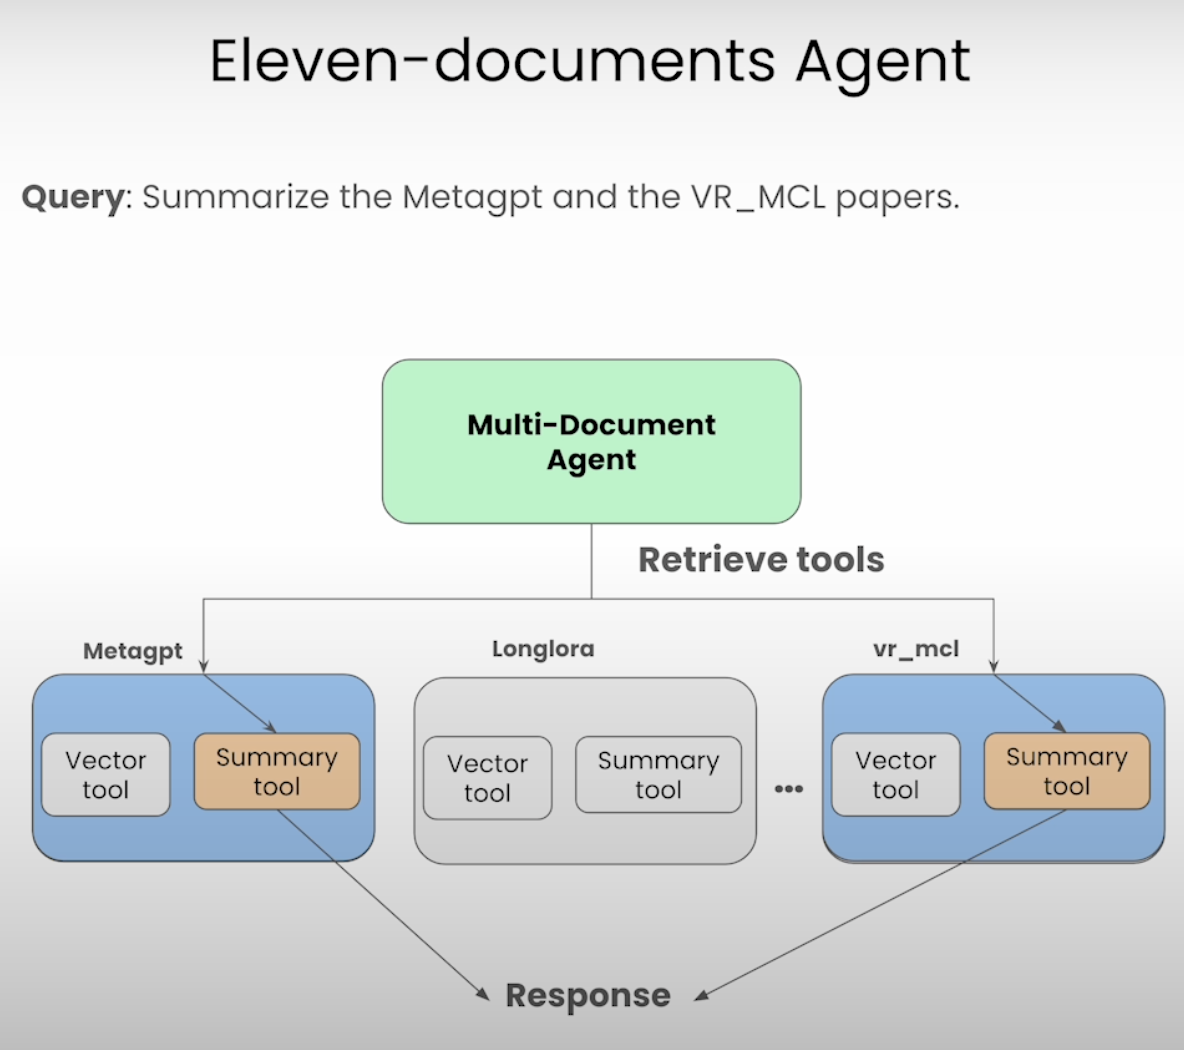 Eleven-documents Agent
Query: Summarize the Metagpt and the VR_MCL papers.
Multi-Document
Agent
Retrieve tools
Metagpt
Longlora
vr_mcl
Vector
tool
Summary
tool
Vector
tool
Summary
tool
•••
Vector
tool
Summary
tool
Response